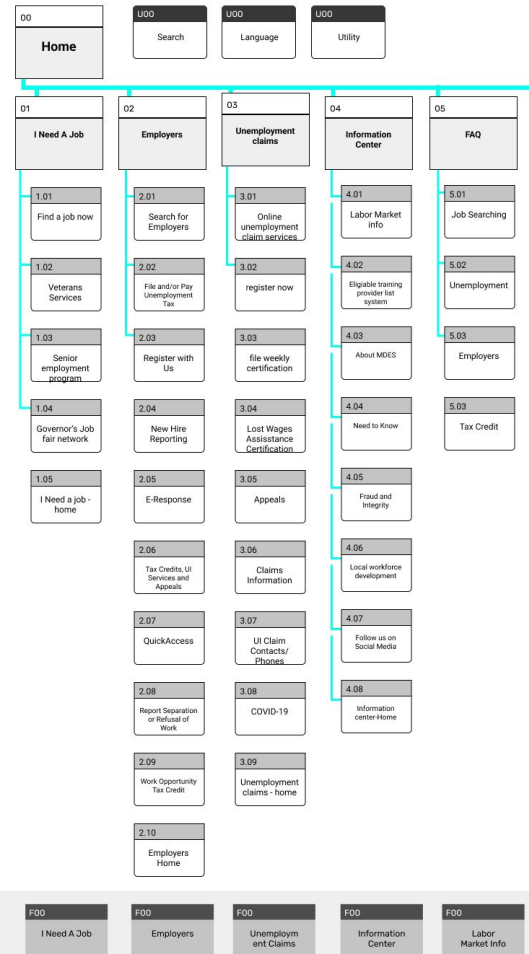 00
Home
U00
Search
U00
Language
U00
Utility
01
I Need A Job
02
Employers
03
Unemployment
claims
04
Information
Center
05
FAQ
1.01
Find a job now
1.02
Veterans
Services
1.03
Senior
employment
program
1.04
Governor's Job
fair network
1.05
I Need a job -
home
2.01
Search for
Employers
2.02
File and/or Pay
Unemployment
Tax
2.03
Register with
Us
2.04
New Hire
Reporting
2.05
E-Response
2.06
Tax Credits, UI
Services and
Appeals
2.07
QuickAccess
2.08
Report Separation
or Refusal of
Work
2.09
Work Opportunity
Tax Credit
2.10
Employers
Home
3.01
Online
unemployment
claim services
3.02
register now
3.03
file weekly
certification
3.04
Lost Wages
Assisstance
Certification
3.05
Appeals
3.06
Claims
Information
3.07
UI Claim
Contacts/
Phones
3.08
COVID-19
3.09
Unemployment
claims - home
4.01
Labor Market
info
4.02
Eligiable training
provider list
system
4.03
About MDES
4.04
Need to Know
4.05
Fraud and
Integrity
4.06
Local workforce
development
4.07
Follow us on
Social Media
4.08
Information
center-Home
5.01
Job Searching
5.02
Unemployment
5.03
Employers
5.03
Tax Credit
F00
I Need A Job
F00
Employers
F00
Unemploym
ent Claims
F00
Information
Center
F00
Labor
Market Info